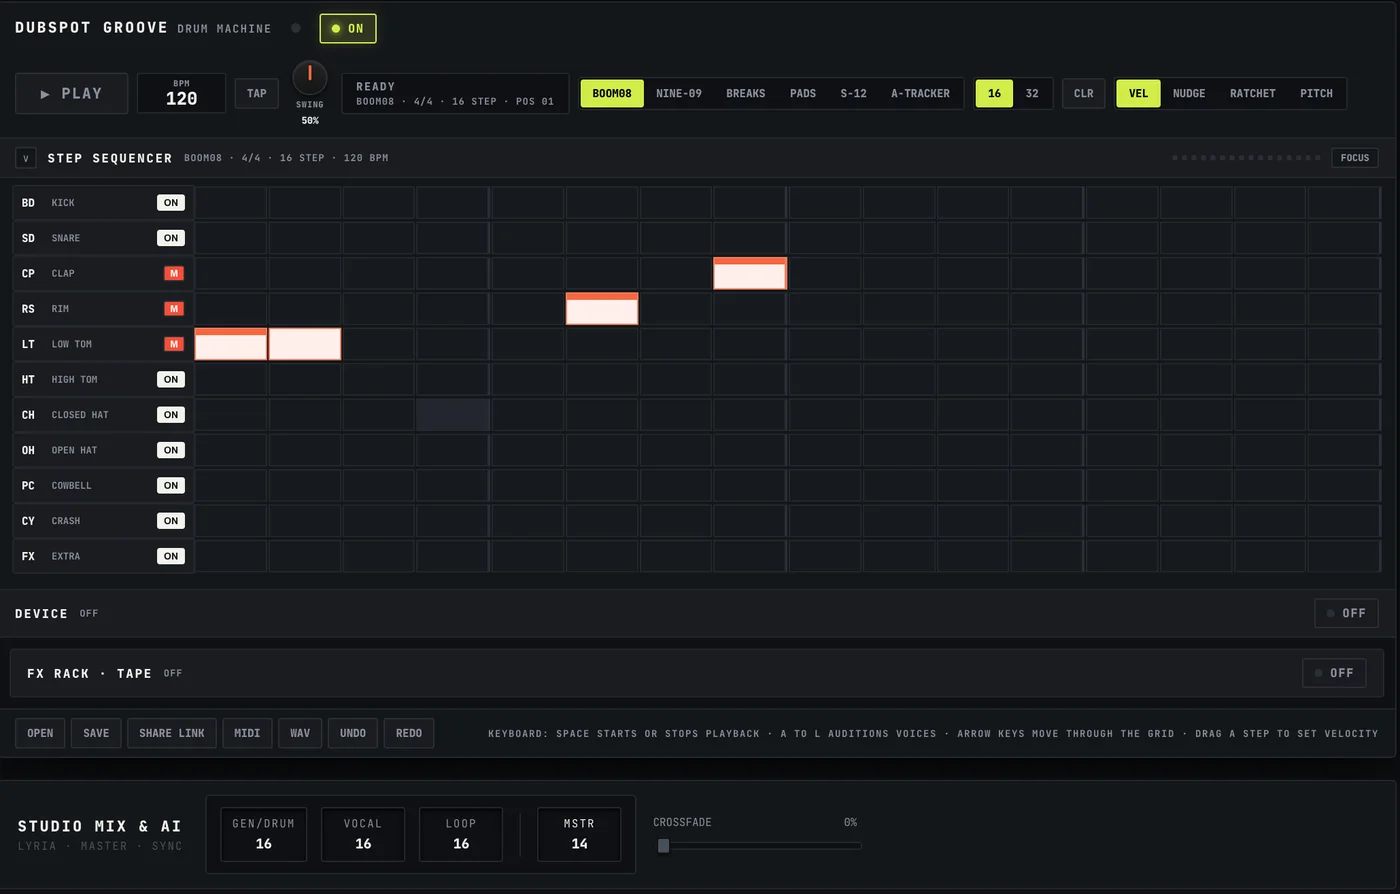 DUBSPOT GROOVE DRUM MACHINE ON
▶ PLAY
BPM
120
TAP
SWING
50%
READY
BOOM08 · 4/4 · 16 STEP · POS 01
BOOM08 NINE-09 BREAKS PADS S-12 A-TRACKER
16 32
CLR
VEL NUDGE RATCHET PITCH
V STEP SEQUENCER BOOM08 · 4/4 · 16 STEP · 120 BPM FOCUS
BD KICK ON
SD SNARE ON
CP CLAP M
RS RIM M
LT LOW TOM M
HT HIGH TOM ON
CH CLOSED HAT ON
OH OPEN HAT ON
PC COWBELL ON
CY CRASH ON
FX EXTRA ON
DEVICE OFF OFF
FX RACK · TAPE OFF OFF
OPEN SAVE SHARE LINK MIDI WAV UNDO REDO
KEYBOARD: SPACE STARTS OR STOPS PLAYBACK · A TO L AUDITIONS VOICES · ARROW KEYS MOVE THROUGH THE GRID · DRAG A STEP TO SET VELOCITY
STUDIO MIX & AI
LYRIA · MASTER · SYNC
GEN/DRUM
16
VOCAL
16
LOOP
16
MSTR
14
CROSSFADE 0%